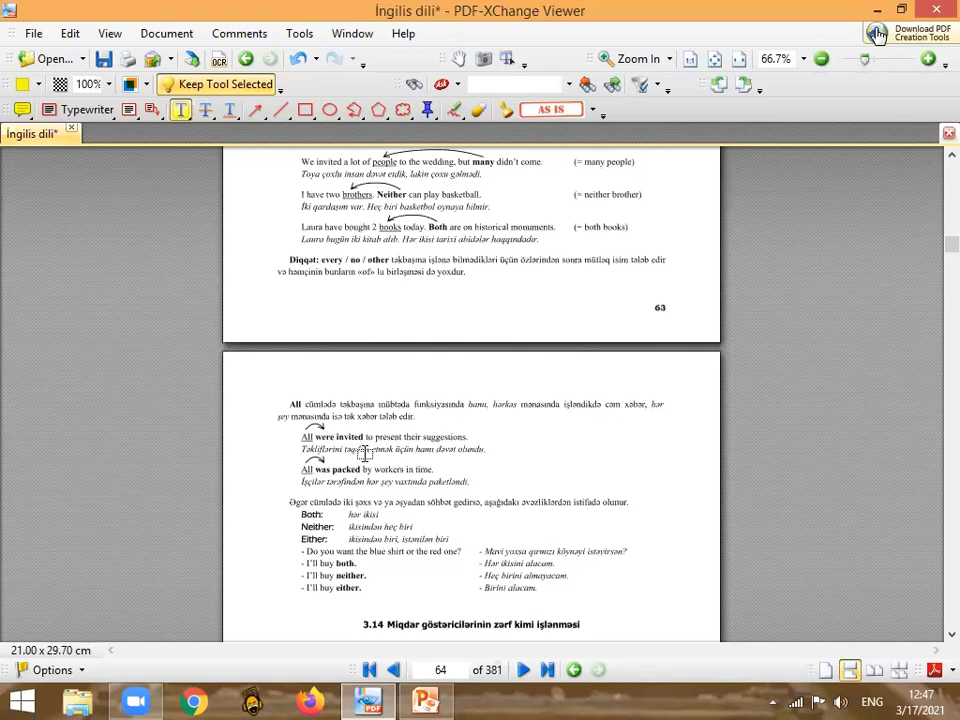 İngilis dili* - PDF-XChange Viewer
File Edit View Document Comments Tools Window Help
Download PDF Creation Tools
Open... OCR Zoom In 66.7%
100% Keep Tool Selected
Typewriter AS IS
İngilis dili*
We invited a lot of people to the wedding, but many didn't come. (= many people)
Toya çoxlu insan dəvət etdik, lakin çoxu gəlmədi.
I have two brothers. Neither can play basketball. (= neither brother)
İki qardaşım var. Heç biri basketbol oynaya bilmir.
Laura have bought 2 books today. Both are on historical monuments. (= both books)
Laura bugün iki kitab alıb. Hər ikisi tarixi abidələr haqqındadır.
Diqqət: every / no / other təkbaşına işlənə bilmədikləri üçün özlərindən sonra mütləq isim tələb edir
və həmçinin bunların «of» lu birləşməsi də yoxdur.
63
All cümlədə təkbaşına mübtəda funksiyasında hamı, hərkəs mənasında işləndikdə cəm xəbər, hər
şey mənasında isə tək xəbər tələb edir.
All were invited to present their suggestions.
Təkliflərini təqdim etmək üçün hamı dəvət olundu.
All was packed by workers in time.
İşçilər tərəfindən hər şey vaxtında paketləndi.
Əgər cümlədə iki şəxs və ya əşyadan söhbət gedirsə, aşağıdakı əvəzliklərdən istifadə olunur.
Both: hər ikisi
Neither: ikisindən heç biri
Either: ikisindən biri, istənilən biri
- Do you want the blue shirt or the red one? - Mavi yoxsa qırmızı köynəyi istəyirsən?
- I'll buy both. - Hər ikisini alacam.
- I'll buy neither. - Heç birini almayacam.
- I'll buy either. - Birini alacam.
3.14 Miqdar göstəricilərinin zərf kimi işlənməsi
21.00 x 29.70 cm
Options 64 of 381
ENG
12:47
3/17/2021